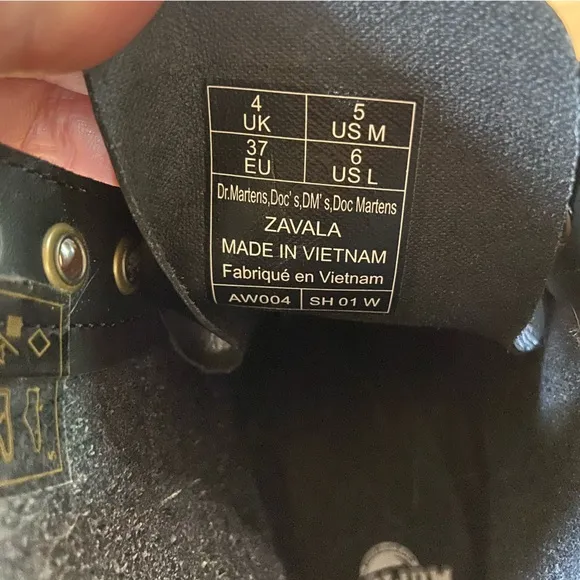 4 5
UK US M
37 6
EU US L
Dr.Martens,Doc's,DM's,Doc Martens
ZAVALA
MADE IN VIETNAM
Fabriqué en Vietnam
AW004 SH 01 W